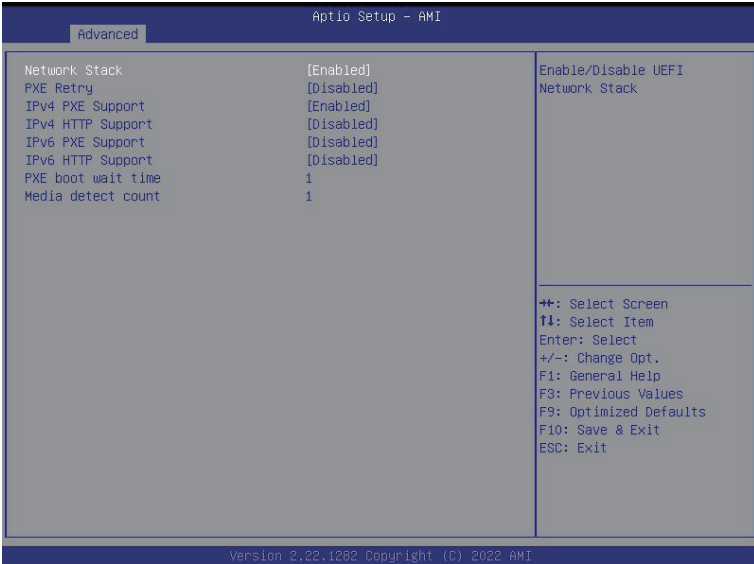 Aptio Setup – AMI
Advanced
Network Stack [Enabled]
PXE Retry [Disabled]
IPv4 PXE Support [Enabled]
IPv4 HTTP Support [Disabled]
IPv6 PXE Support [Disabled]
IPv6 HTTP Support [Disabled]
PXE boot wait time 1
Media detect count 1
Enable/Disable UEFI
Network Stack
→←: Select Screen
↑↓: Select Item
Enter: Select
+/-: Change Opt.
F1: General Help
F3: Previous Values
F9: Optimized Defaults
F10: Save & Exit
ESC: Exit
Version 2.22.1282 Copyright (C) 2022 AMI